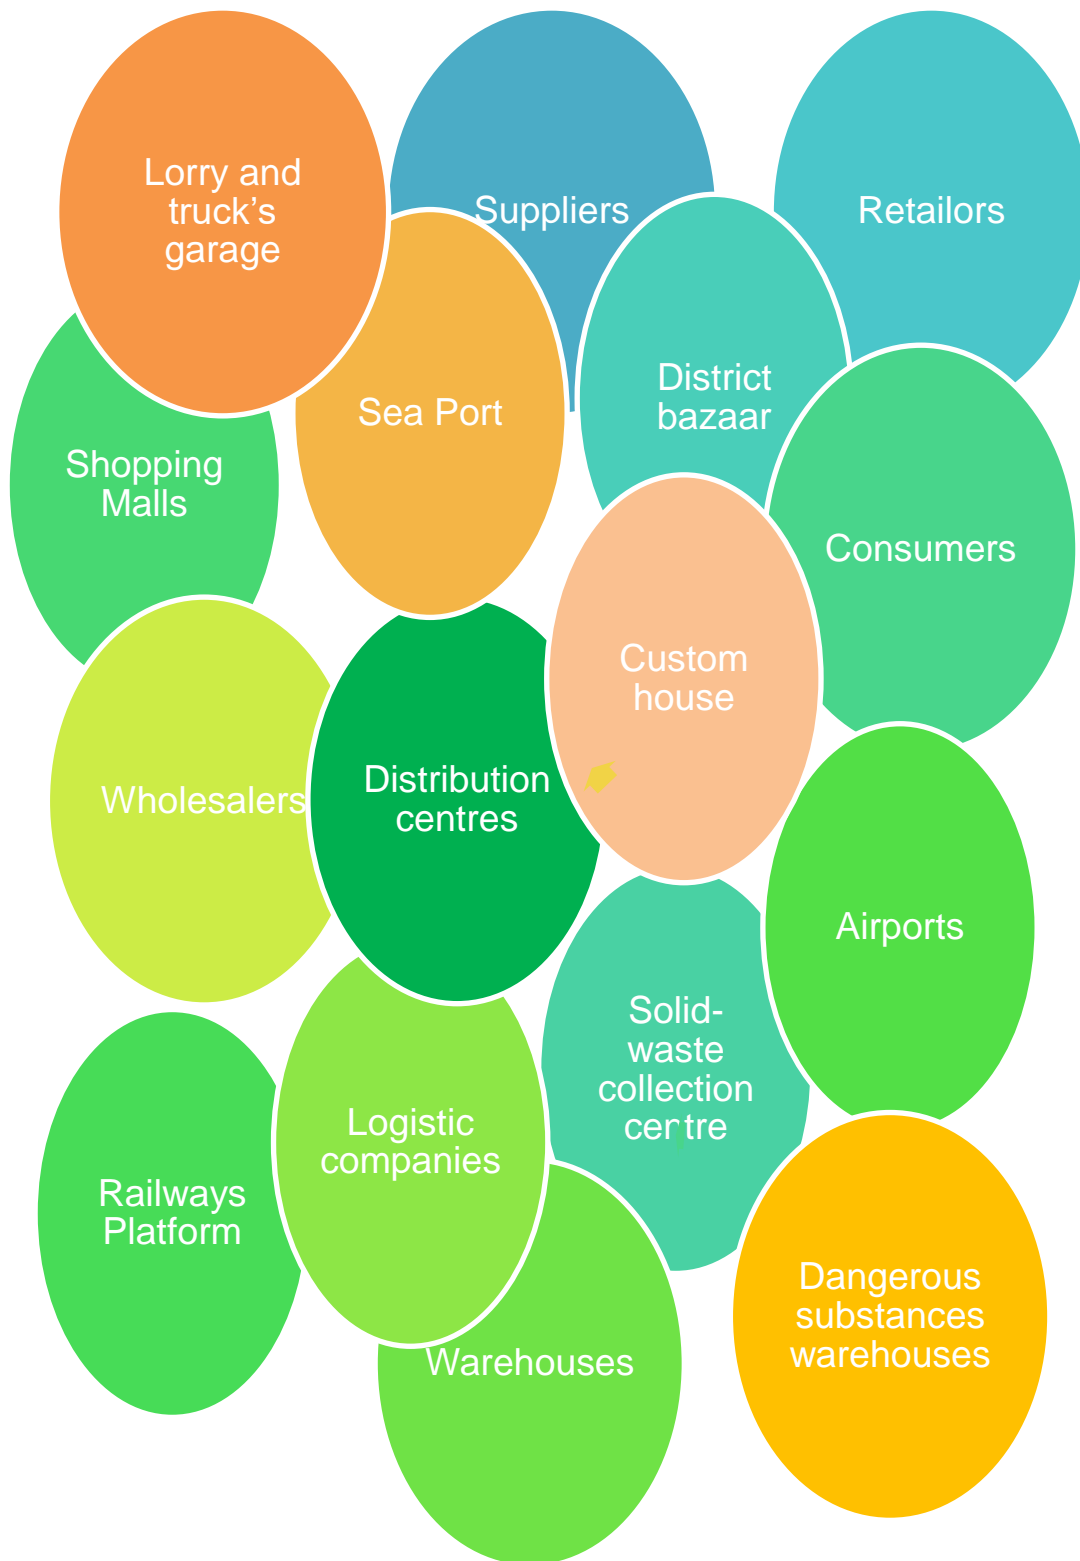 Lorry and
truck’s
garage
Suppliers
Retailors
Sea Port
District
bazaar
Shopping
Malls
Consumers
Custom
house
Wholesalers
Distribution
centres
Airports
Solid-
waste
collection
centre
Logistic
companies
Railways
Platform
Dangerous
substances
warehouses
Warehouses